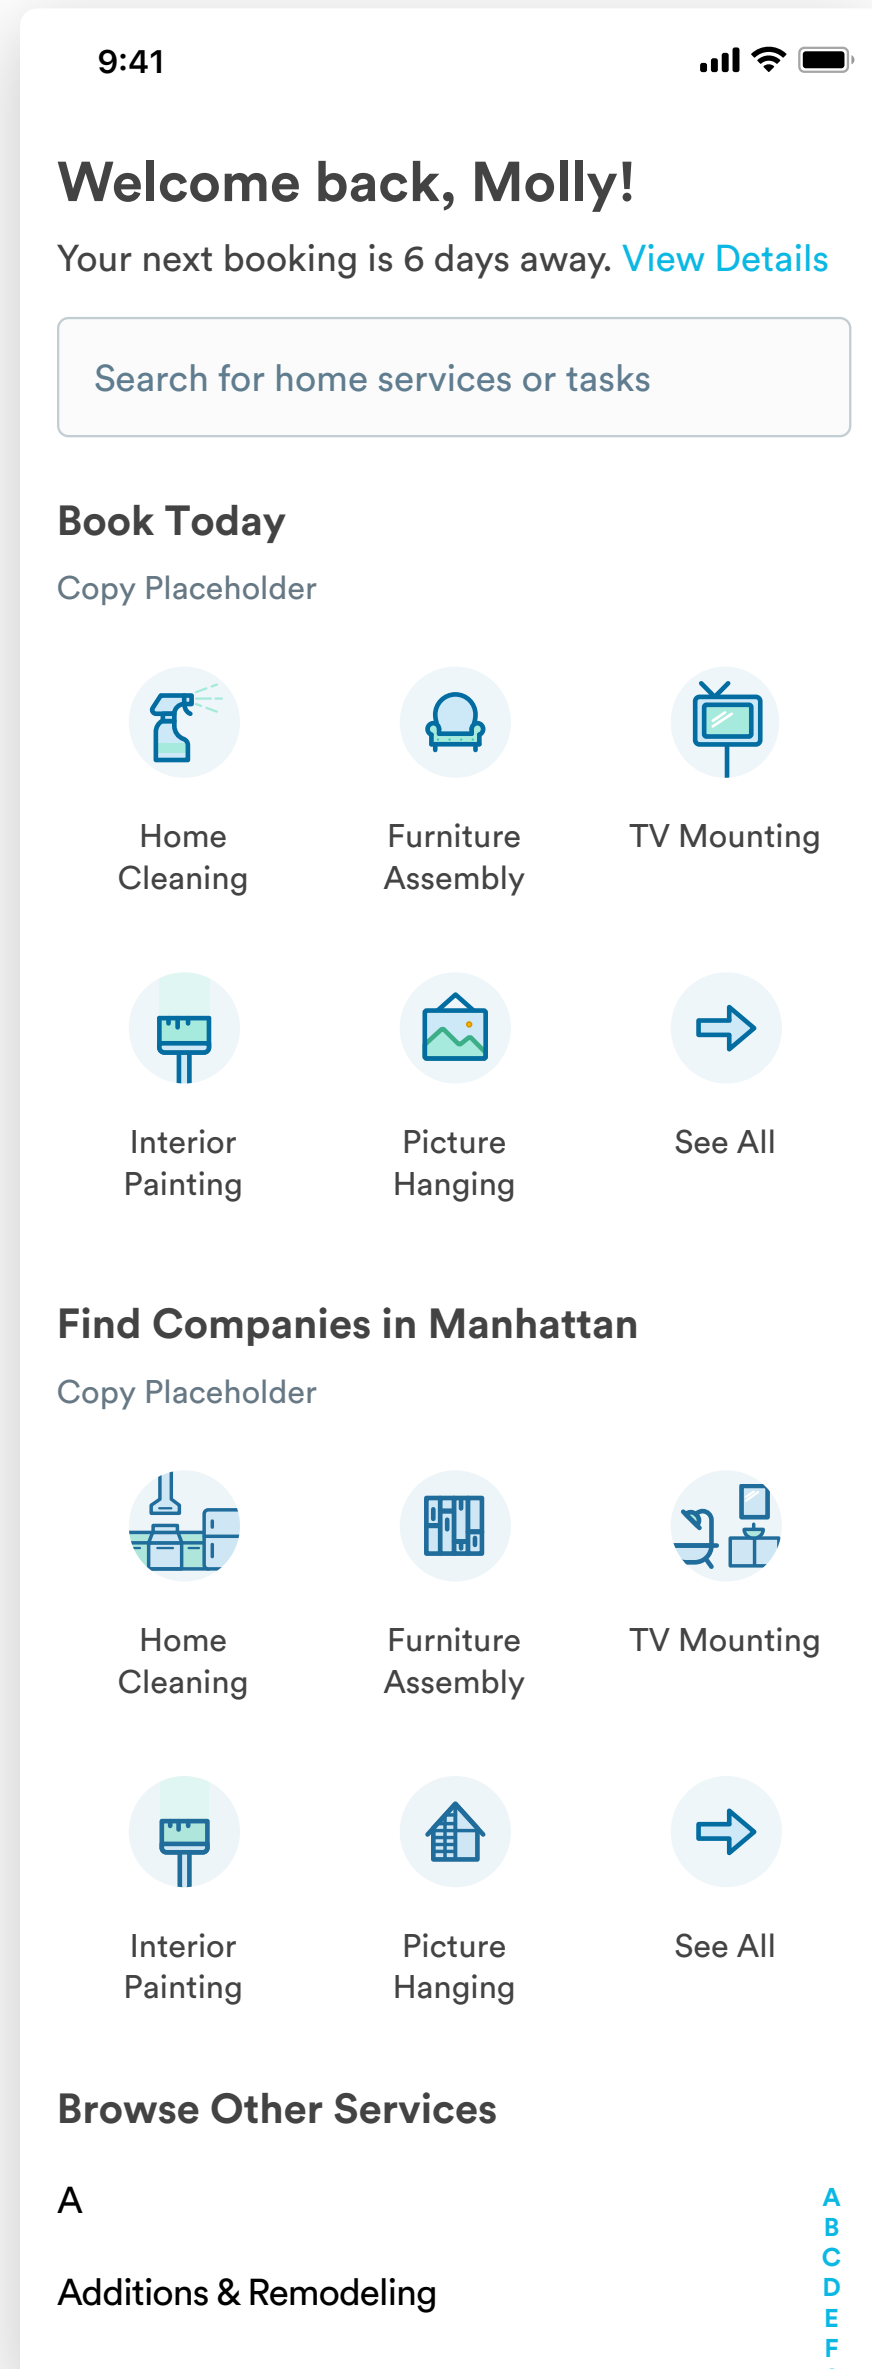 9:41
Welcome back, Molly!
Your next booking is 6 days away. View Details
Search for home services or tasks
Book Today
Copy Placeholder
Home Cleaning
Furniture Assembly
TV Mounting
Interior Painting
Picture Hanging
See All
Find Companies in Manhattan
Copy Placeholder
Home Cleaning
Furniture Assembly
TV Mounting
Interior Painting
Picture Hanging
See All
Browse Other Services
A
Additions & Remodeling
A
B
C
D
E
F